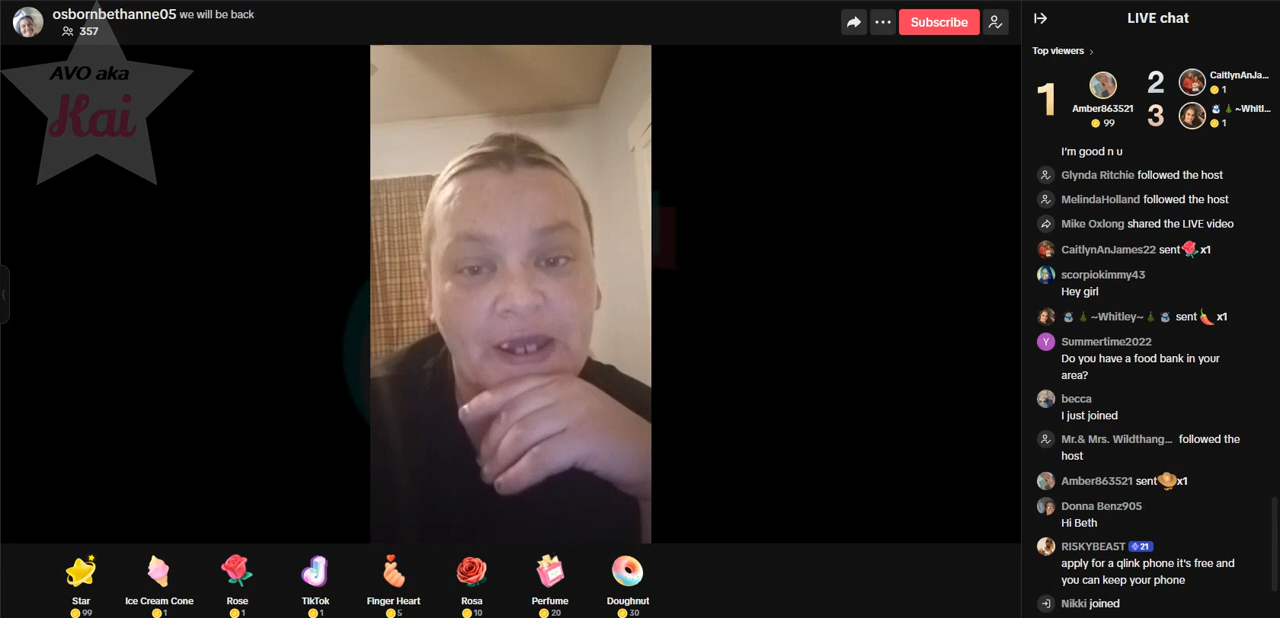 osbornbethanne05 we will be back
357
Subscribe
AVO aka
Kai
LIVE chat
Top viewers
1
Amber863521
99
2
CaitlynAnJa...
1
3
~Whitl...
1
I'm good n u
Glynda Ritchie followed the host
MelindaHolland followed the host
Mike Oxlong shared the LIVE video
CaitlynAnJames22 sent x1
scorpiokimmy43
Hey girl
~Whitley~ sent x1
Y Summertime2022
Do you have a food bank in your
area?
becca
I just joined
Mr.& Mrs. Wildthang... followed the
host
Amber863521 sent x1
Donna Benz905
Hi Beth
RISKYBEAST 21
apply for a qlink phone it's free and
you can keep your phone
Nikki joined
Star
99
Ice Cream Cone
1
Rose
1
TikTok
1
Finger Heart
5
Rosa
10
Perfume
20
Doughnut
30